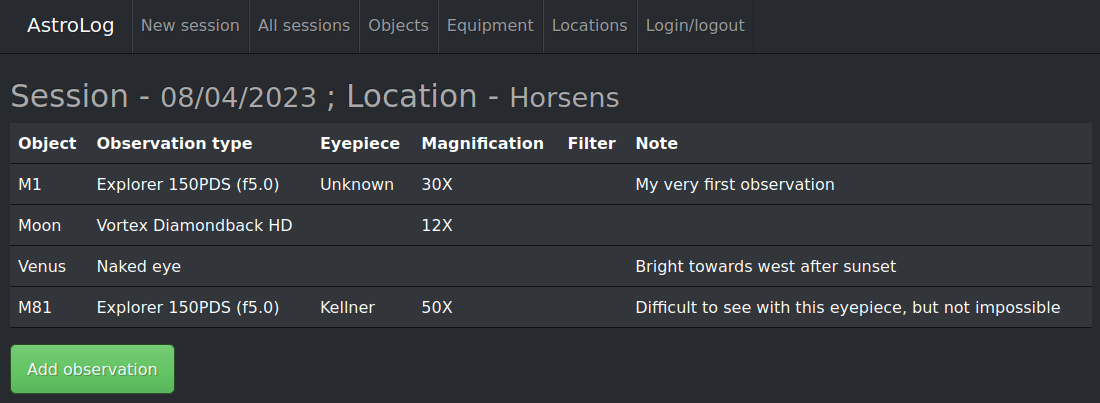 AstroLog New session All sessions Objects Equipment Locations Login/logout
Session - 08/04/2023 ; Location - Horsens
Object Observation type Eyepiece Magnification Filter Note
M1 Explorer 150PDS (f5.0) Unknown 30X My very first observation
Moon Vortex Diamondback HD 12X
Venus Naked eye Bright towards west after sunset
M81 Explorer 150PDS (f5.0) Kellner 50X Difficult to see with this eyepiece, but not impossible
Add observation